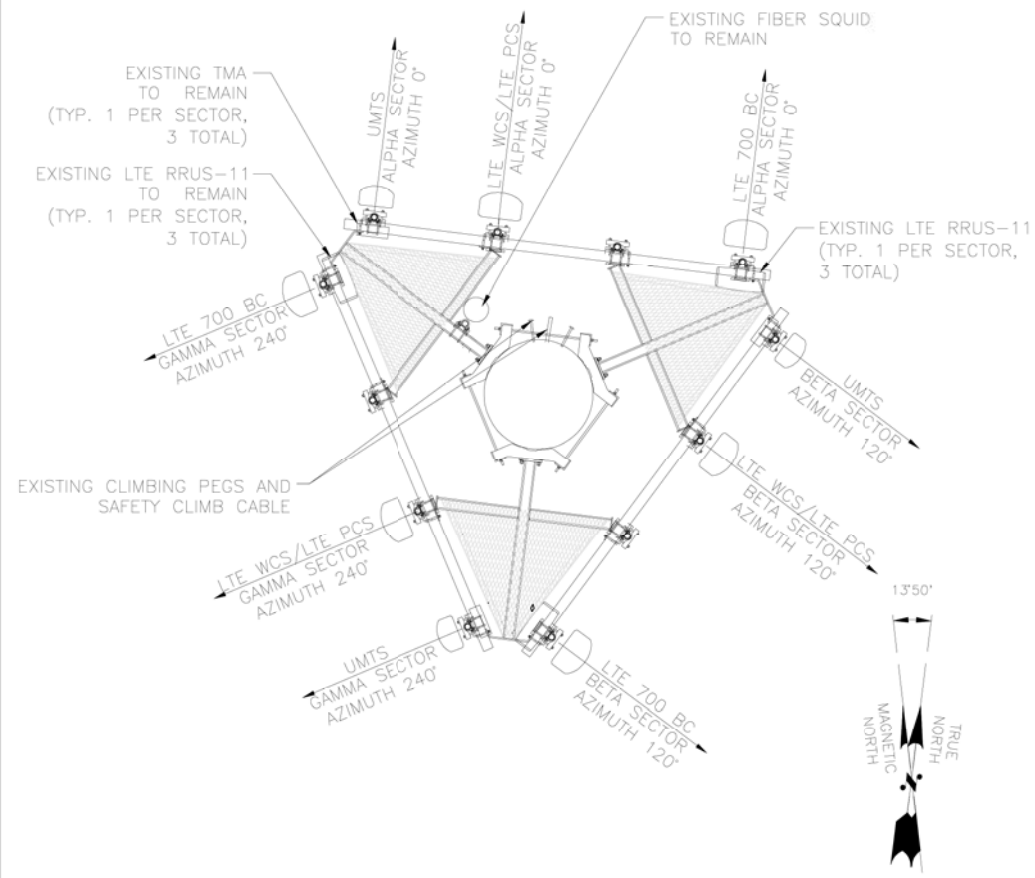 EXISTING FIBER SQUID
TO REMAIN
EXISTING TMA
TO REMAIN
(TYP. 1 PER SECTOR,
3 TOTAL)
UMTS
ALPHA SECTOR
AZIMUTH 0°
LTE WCS/LTE PCS
ALPHA SECTOR
AZIMUTH 0°
LTE 700 BC
ALPHA SECTOR
AZIMUTH 0°
EXISTING LTE RRUS-11
TO REMAIN
(TYP. 1 PER SECTOR,
3 TOTAL)
EXISTING LTE RRUS-11
(TYP. 1 PER SECTOR,
3 TOTAL)
LTE 700 BC
GAMMA SECTOR
AZIMUTH 240°
UMTS
BETA SECTOR
AZIMUTH 120°
EXISTING CLIMBING PEGS AND
SAFETY CLIMB CABLE
LTE WCS/LTE PCS
BETA SECTOR
AZIMUTH 120°
LTE WCS/LTE PCS
GAMMA SECTOR
AZIMUTH 240°
UMTS
GAMMA SECTOR
AZIMUTH 240°
LTE 700 BC
BETA SECTOR
AZIMUTH 120°
13°50"
MAGNETIC
NORTH
TRUE
NORTH
N